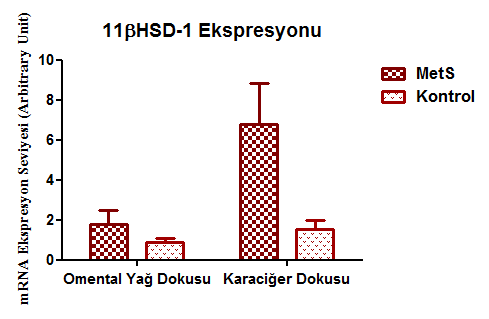 11βHSD-1 Ekspresyonu
mRNA Ekspresyon Seviyesi (Arbitrary Unit)
10
8
6
4
2
0
Omental Yağ Dokusu
Karaciğer Dokusu
MetS
Kontrol